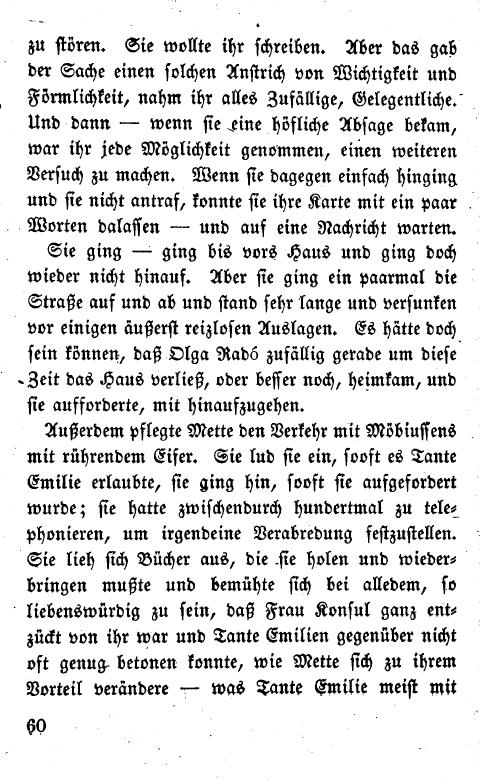 zu stören. Sie wollte ihr schreiben. Aber das gab
der Sache einen solchen Anstrich von Wichtigkeit und
Förmlichkeit, nahm ihr alles Zufällige, Gelegentliche.
Und dann — wenn sie eine höfliche Absage bekam,
war ihr jede Möglichkeit genommen, einen weiteren
Versuch zu machen. Wenn sie dagegen einfach hinging
und sie nicht antraf, konnte sie ihre Karte mit ein paar
Worten dalassen — und auf eine Nachricht warten.
Sie ging — ging bis vors Haus und ging doch
wieder nicht hinauf. Aber sie ging ein paarmal die
Straße auf und ab und stand sehr lange und versunken
vor einigen äußerst reizlosen Auslagen. Es hätte doch
sein können, daß Olga Radó zufällig gerade um diese
Zeit das Haus verließ, oder besser noch, heimkam, und
sie aufforderte, mit hinaufzugehen.
Außerdem pflegte Mette den Verkehr mit Möbiussens
mit rührendem Eifer. Sie lud sie ein, sooft es Tante
Emilie erlaubte, sie ging hin, sooft sie aufgefordert
wurde; sie hatte zwischendurch hundertmal zu tele-
phonieren, um irgendeine Verabredung festzustellen.
Sie lieh sich Bücher aus, die sie holen und wieder-
bringen mußte und bemühte sich bei alledem, so
liebenswürdig zu sein, daß Frau Konsul ganz ent-
zückt von ihr war und Tante Emilien gegenüber nicht
oft genug betonen konnte, wie Mette sich zu ihrem
Vorteil verändere — was Tante Emilie meist mit
60